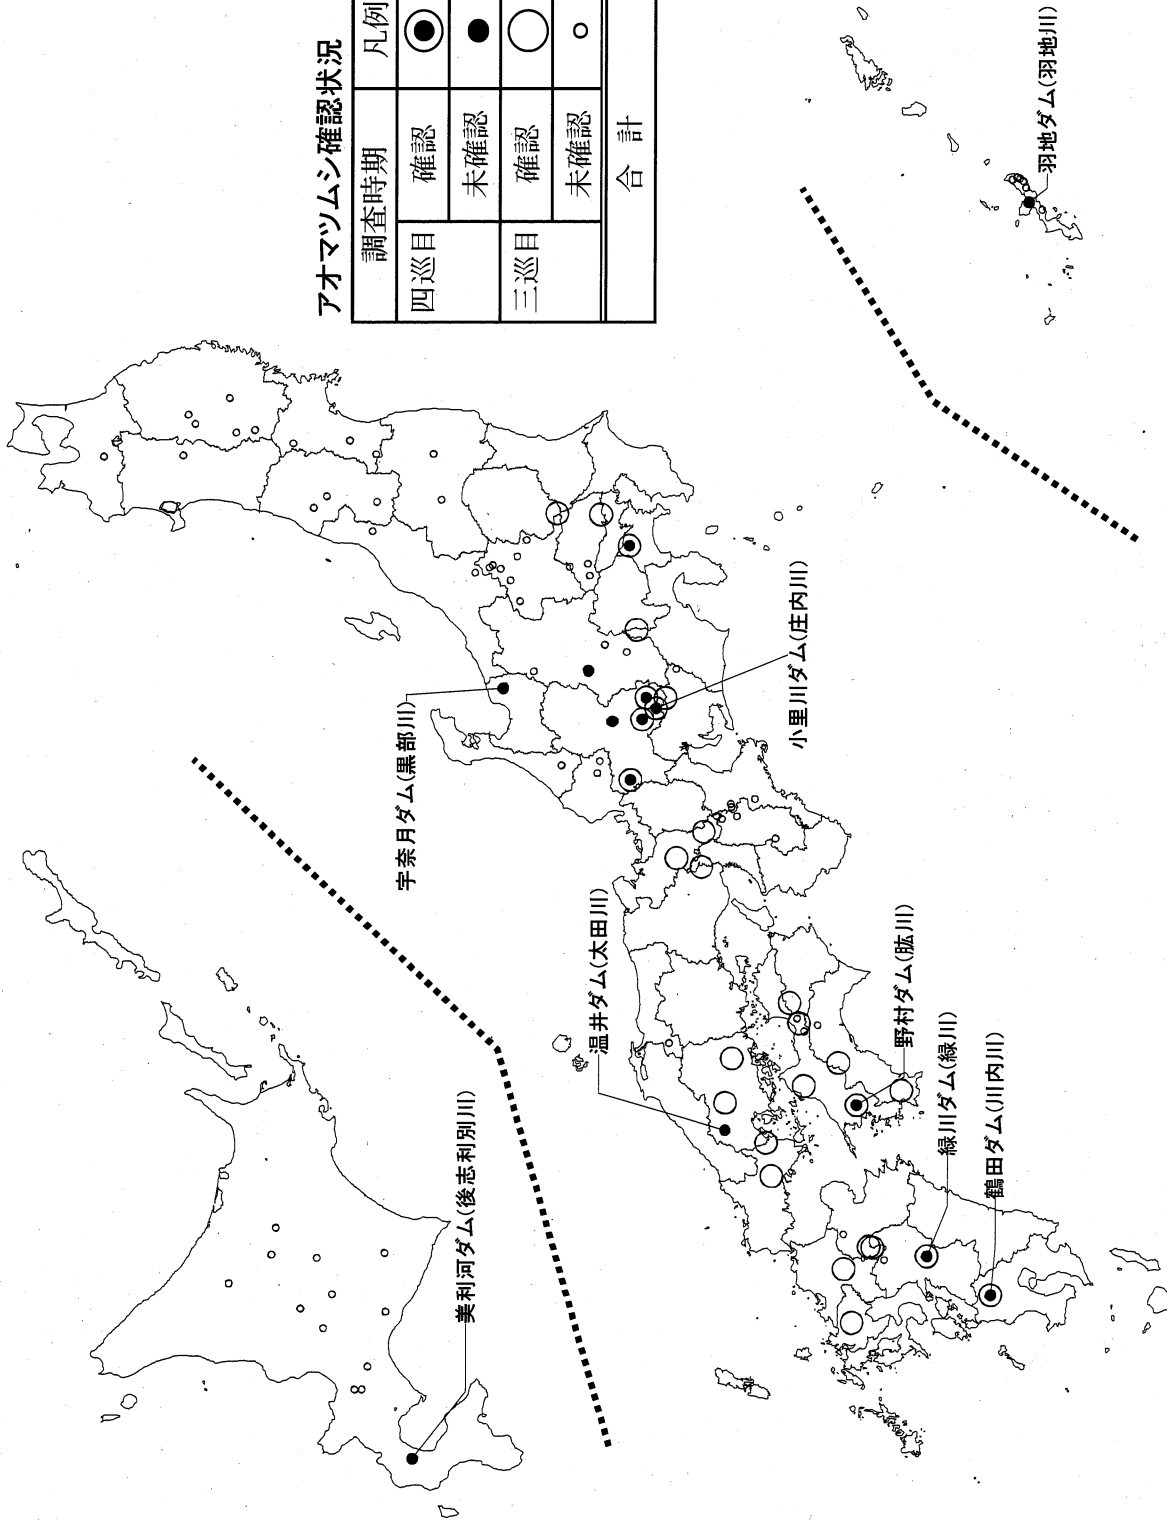 アオマツムシ確認状況
調査時期 凡例
四巡目 確認
未確認
三巡目 確認
未確認
合計
美利河ダム(後志利別川)
宇奈月ダム(黒部川)
小里川ダム(庄内川)
温井ダム(太田川)
野村ダム(肱川)
緑川ダム(緑川)
鶴田ダム(川内川)
羽地ダム(羽地川)